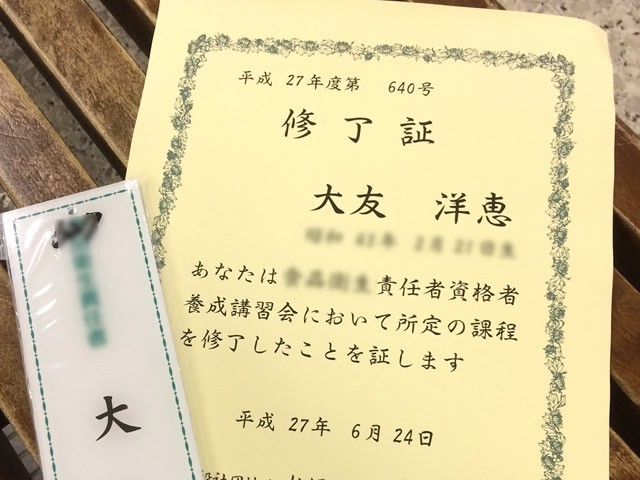 平成 27年度第 640号
修了証
大友 洋恵
あなたは 責任者資格者
養成講習会において所定の課程
を修了したことを証します
平成 27年 6月 24日
大